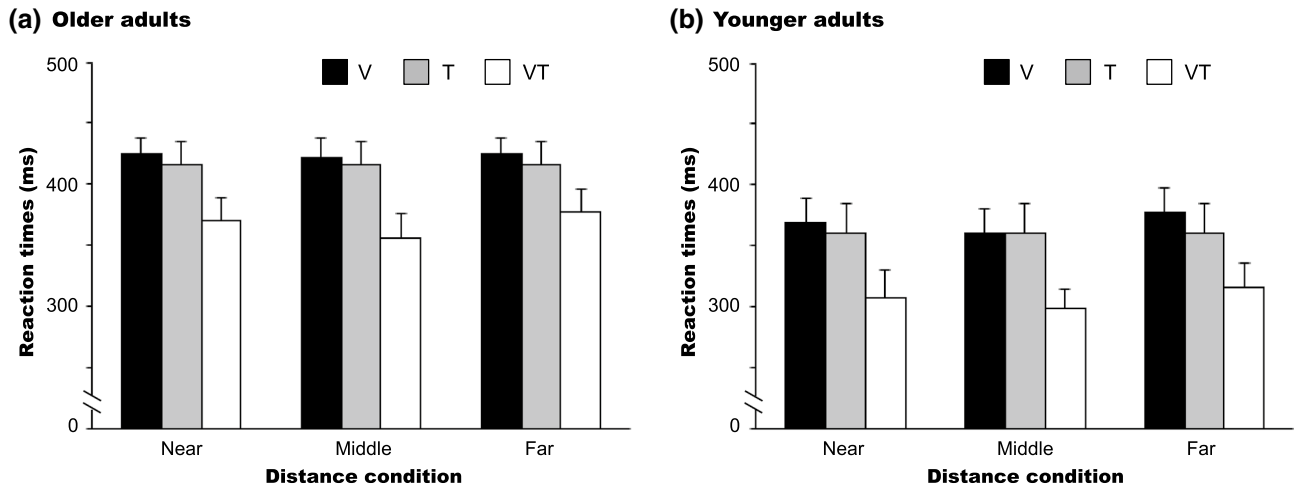 (a) Older adults
V T VT
500
400
300
0
Reaction times (ms)
Near Middle Far
Distance condition
(b) Younger adults
V T VT
500
400
300
0
Reaction times (ms)
Near Middle Far
Distance condition